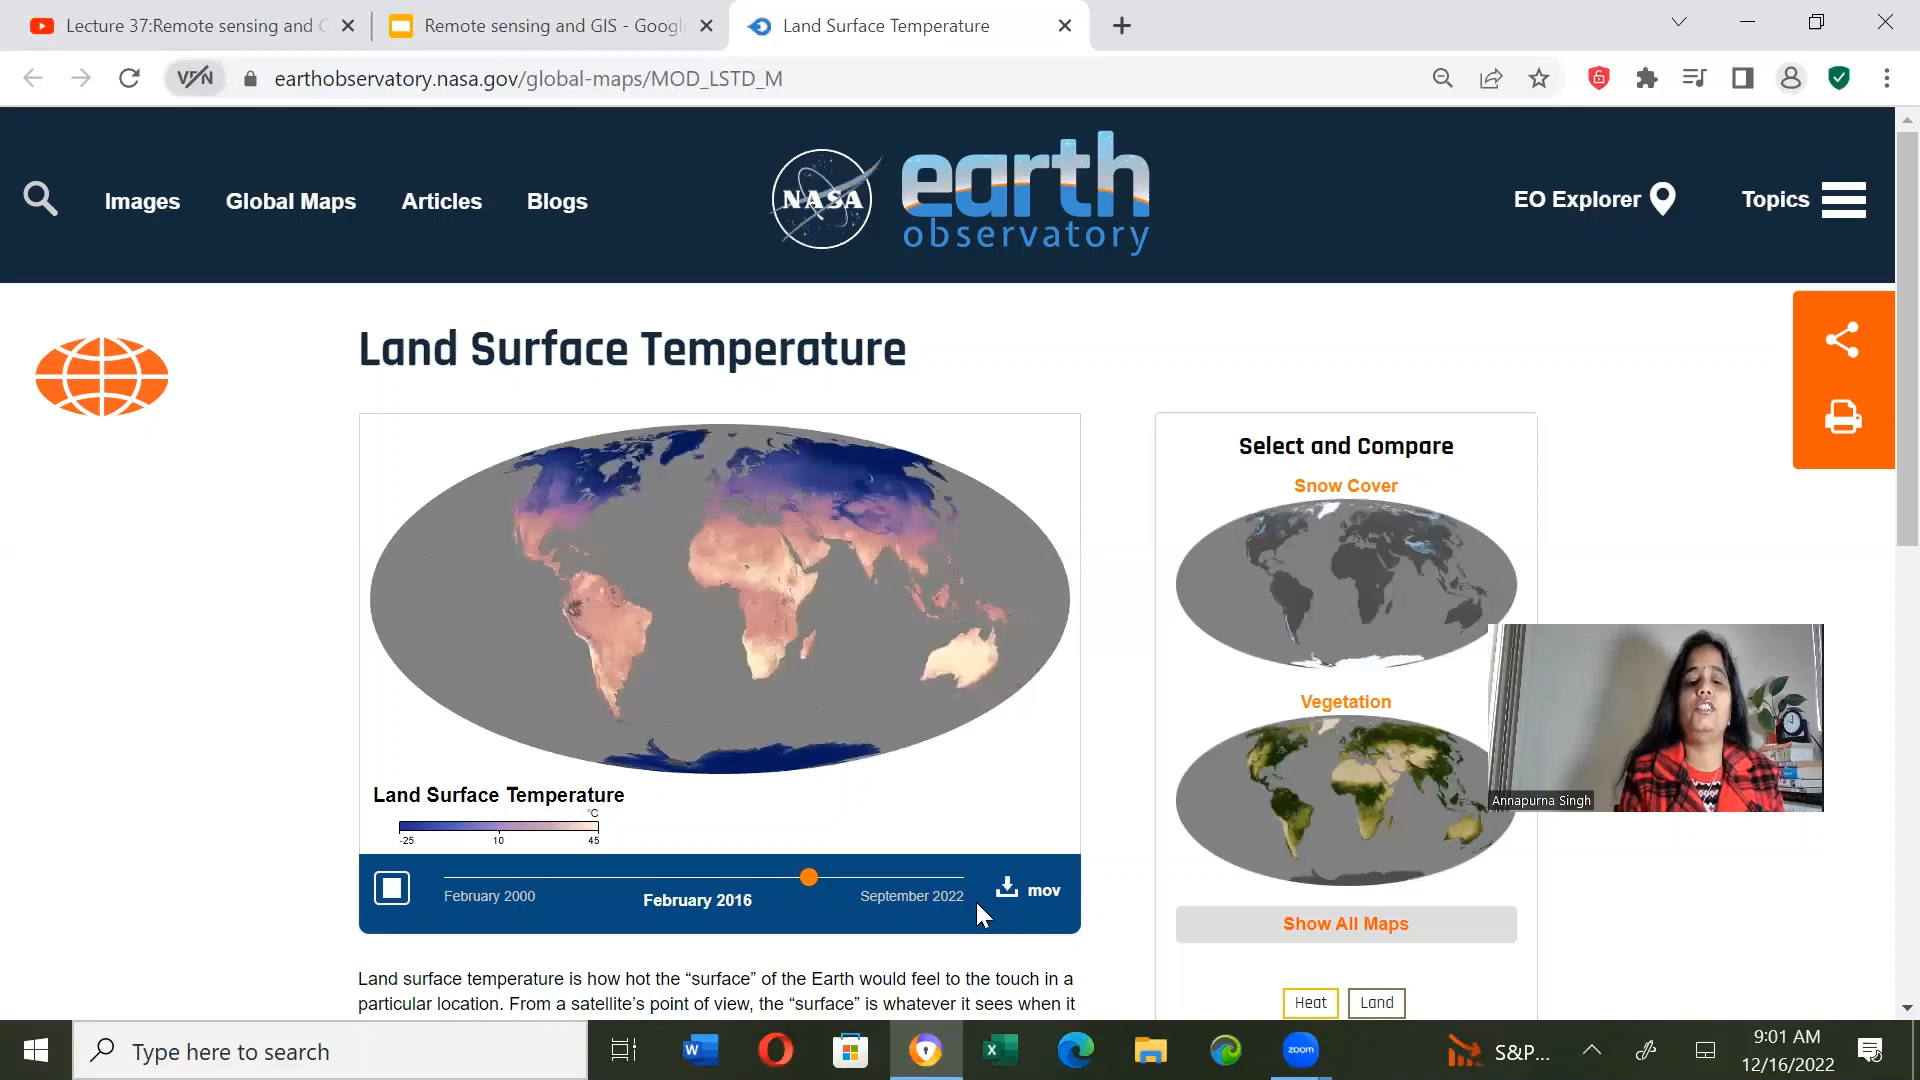 Lecture 37:Remote sensing and G
Remote sensing and GIS - Googl
Land Surface Temperature
VPN
earthobservatory.nasa.gov/global-maps/MOD_LSTD_M
Images
Global Maps
Articles
Blogs
NASA
earth
observatory
EO Explorer
Topics
Land Surface Temperature
Select and Compare
Snow Cover
Vegetation
Annapurna Singh
Land Surface Temperature
°C
-25 10 45
February 2000
February 2016
September 2022
mov
Show All Maps
Land surface temperature is how hot the “surface” of the Earth would feel to the touch in a
particular location. From a satellite’s point of view, the “surface” is whatever it sees when it
Heat
Land
Type here to search
zoom
S&P...
9:01 AM
12/16/2022